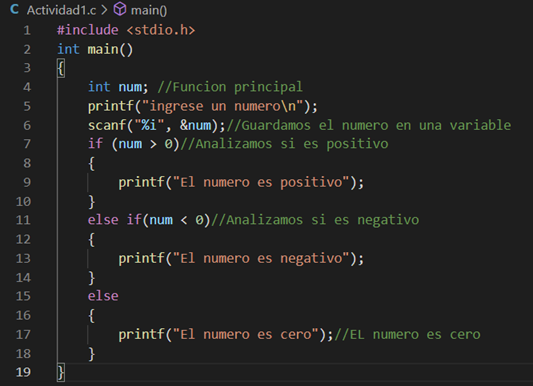 C Actividad1.c > main()
1 #include <stdio.h>
2 int main()
3 {
4 int num; //Funcion principal
5 printf("ingrese un numero\n");
6 scanf("%i", &num);//Guardamos el numero en una variable
7 if (num > 0)//Analizamos si es positivo
8 {
9 printf("El numero es positivo");
10 }
11 else if(num < 0)//Analizamos si es negativo
12 {
13 printf("El numero es negativo");
14 }
15 else
16 {
17 printf("El numero es cero");//EL numero es cero
18 }
19 }